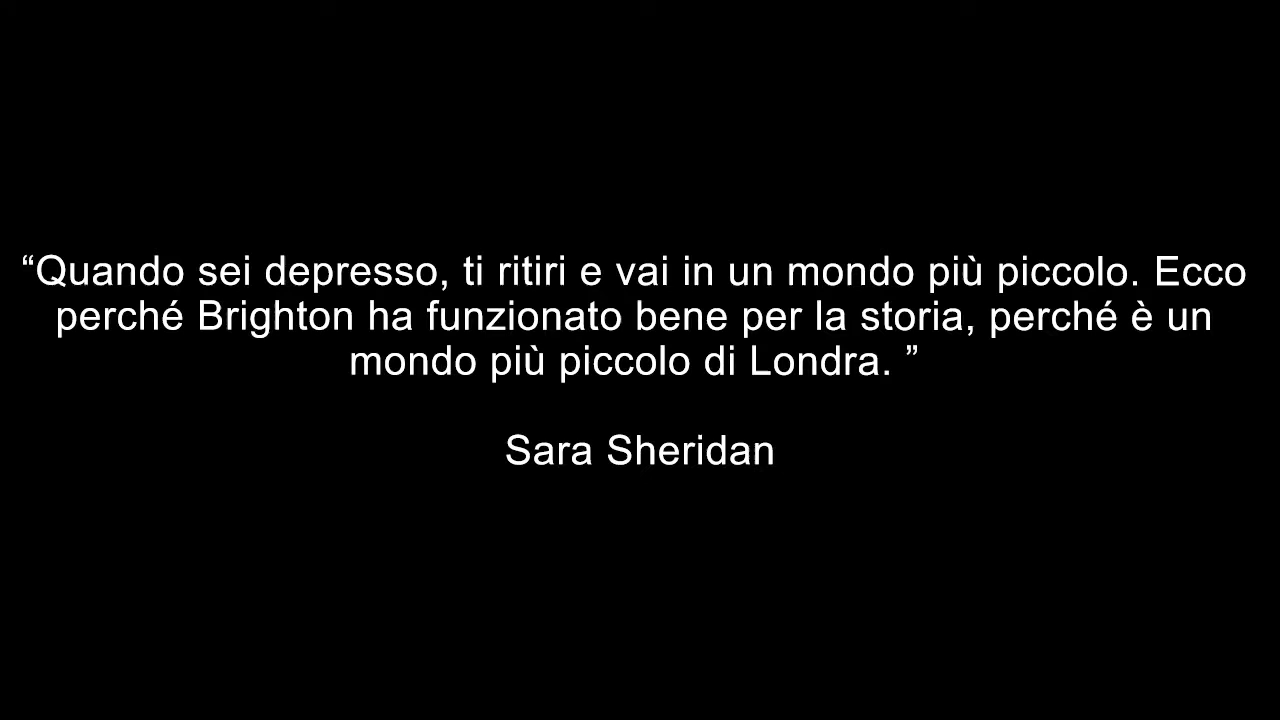 “Quando sei depresso, ti ritiri e vai in un mondo più piccolo. Ecco
perché Brighton ha funzionato bene per la storia, perché è un
mondo più piccolo di Londra. ”
Sara Sheridan